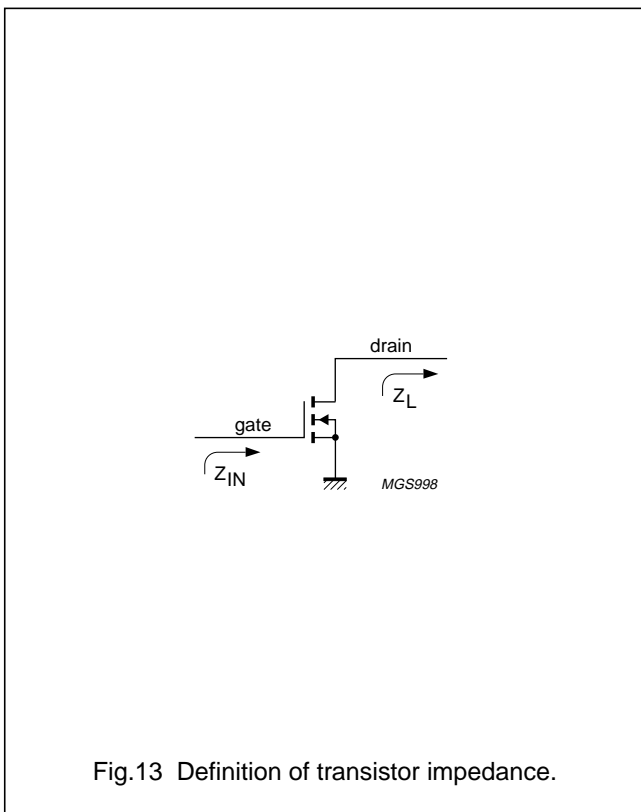 drain
Z_L
gate
Z_IN
MGS998
Fig.13 Definition of transistor impedance.